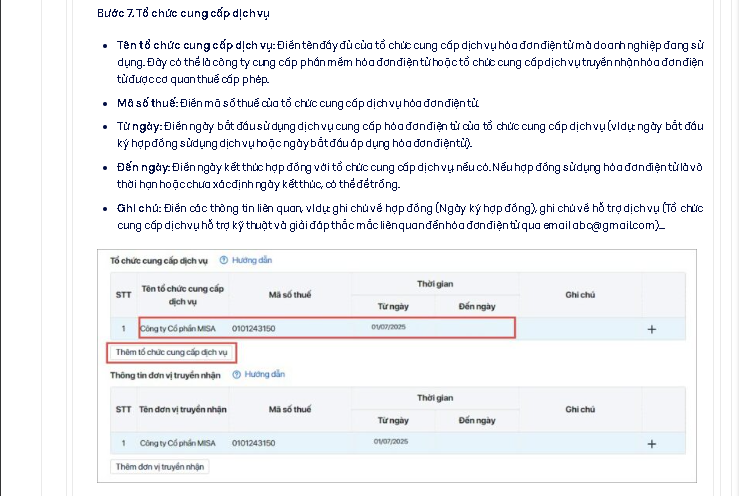 Bước 7. Tổ chức cung cấp dịch vụ
• Tên tổ chức cung cấp dịch vụ: Điền tên đầy đủ của tổ chức cung cấp dịch vụ hóa đơn điện tử mà doanh nghiệp đang sử
dụng. Đây có thể là công ty cung cấp phần mềm hóa đơn điện tử hoặc tổ chức cung cấp dịch vụ truyền nhận hóa đơn điện
tử được cơ quan thuế cấp phép.
• Mã số thuế: Điền mã số thuế của tổ chức cung cấp dịch vụ hóa đơn điện tử.
• Từ ngày: Điền ngày bắt đầu sử dụng dịch vụ cung cấp hóa đơn điện tử của tổ chức cung cấp dịch vụ (ví dụ: ngày bắt đầu
ký hợp đồng sử dụng dịch vụ hoặc ngày bắt đầu áp dụng hóa đơn điện tử).
• Đến ngày: Điền ngày kết thúc hợp đồng với tổ chức cung cấp dịch vụ, nếu có. Nếu hợp đồng sử dụng hóa đơn điện tử là vô
thời hạn hoặc chưa xác định ngày kết thúc, có thể để trống.
• Ghi chú: Điền các thông tin liên quan, ví dụ: ghi chú về hợp đồng (Ngày ký hợp đồng), ghi chú về hỗ trợ dịch vụ (Tổ chức
cung cấp dịch vụ hỗ trợ kỹ thuật và giải đáp thắc mắc liên quan đến hóa đơn điện tử qua email abc@gmail.com)...
Tổ chức cung cấp dịch vụ ? Hướng dẫn
STT Tên tổ chức cung cấp dịch vụ Mã số thuế Thời gian Ghi chú
Từ ngày Đến ngày
1 Công ty Cổ phần MISA 0101243150 01/07/2025 +
Thêm tổ chức cung cấp dịch vụ
Thông tin đơn vị truyền nhận ? Hướng dẫn
STT Tên đơn vị truyền nhận Mã số thuế Thời gian Ghi chú
Từ ngày Đến ngày
1 Công ty Cổ phần MISA 0101243150 01/07/2025 +
Thêm đơn vị truyền nhận